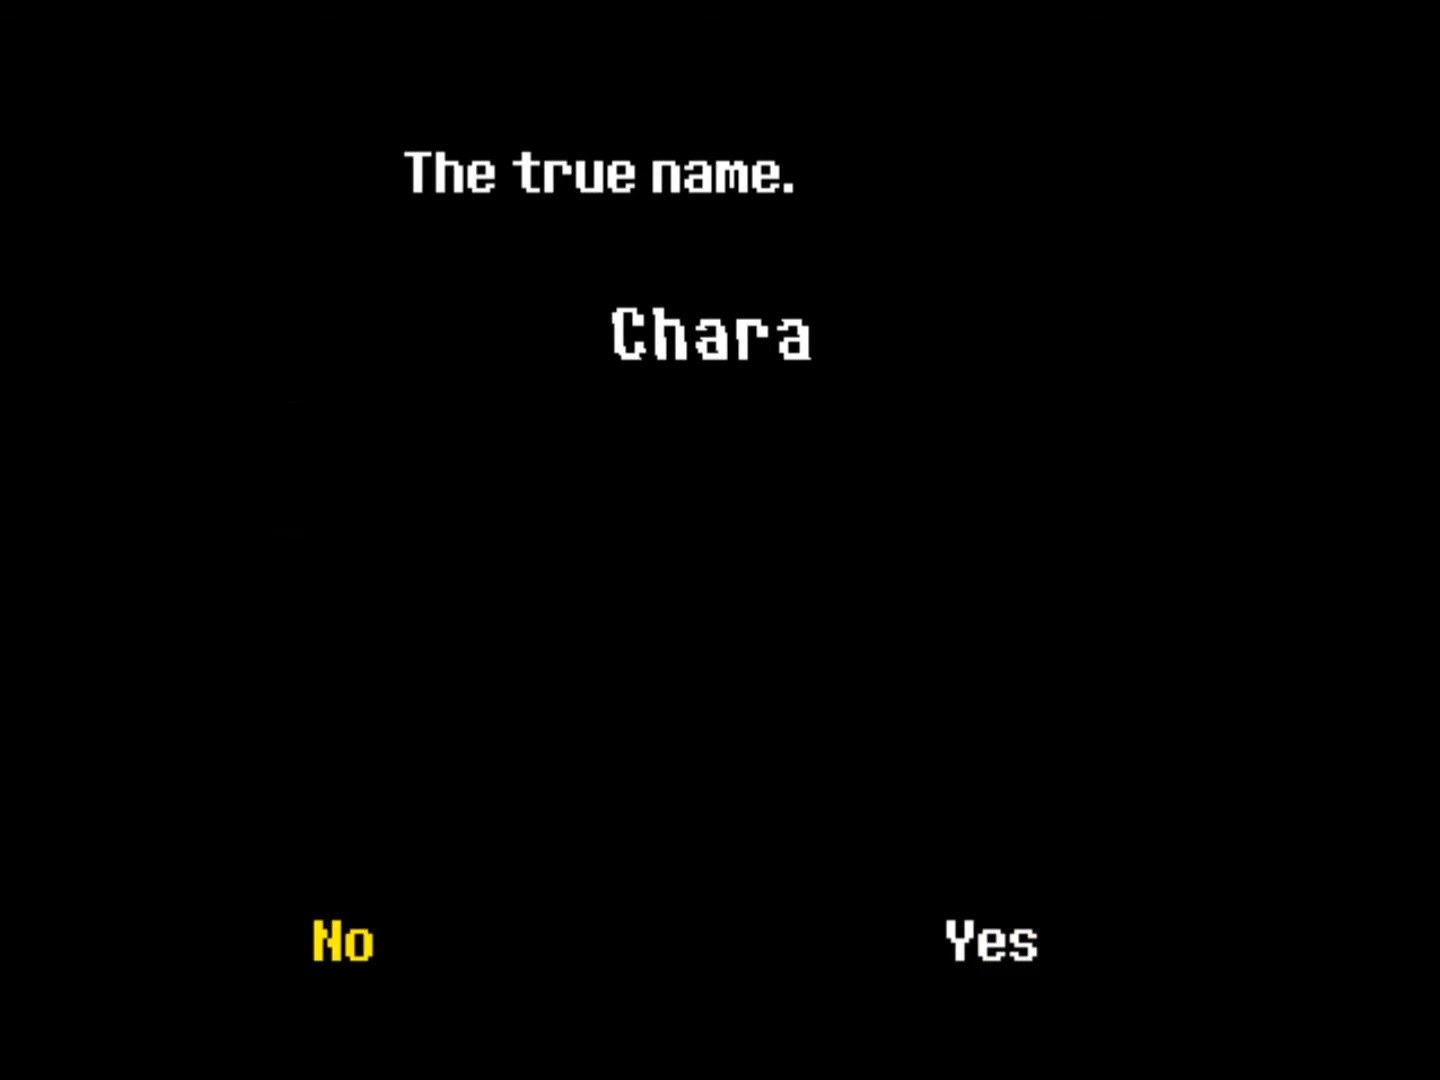 The true name.
Chara
No
Yes